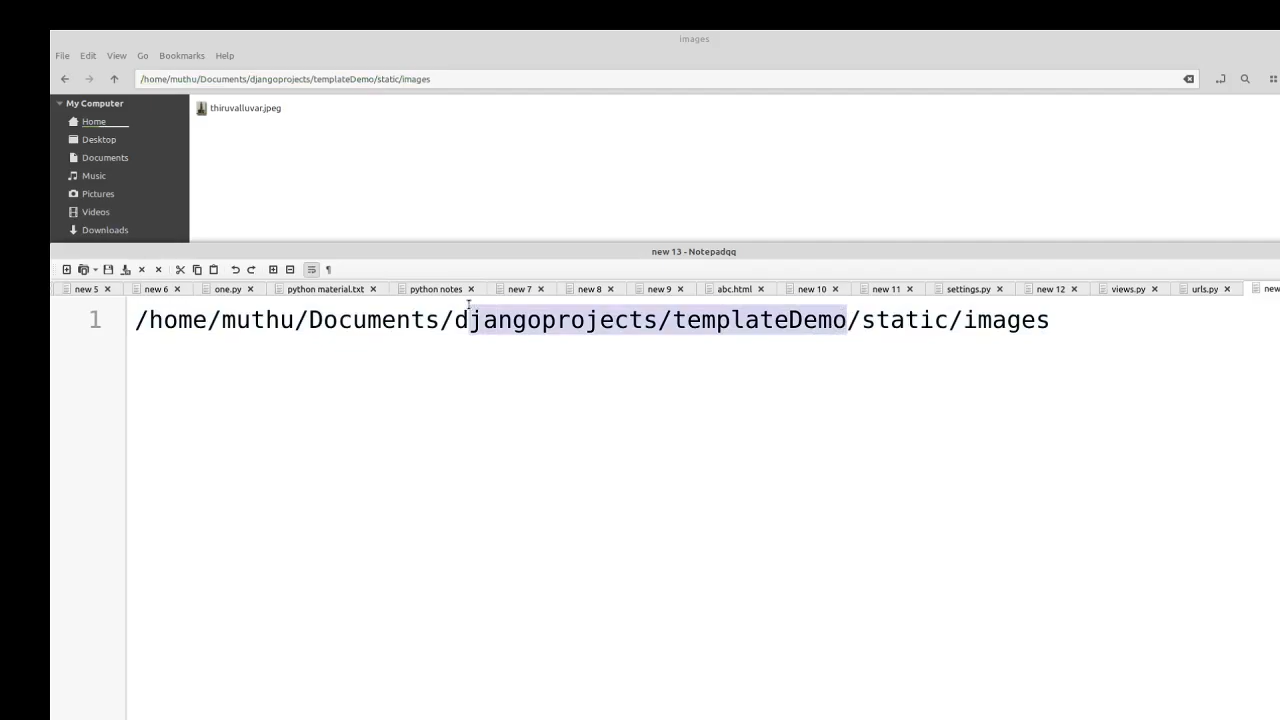 images
File Edit View Go Bookmarks Help
/home/muthu/Documents/djangoprojects/templateDemo/static/images
My Computer
thiruvalluvar.jpeg
Home
Desktop
Documents
Music
Pictures
Videos
Downloads
new 13 - Notepadqq
new 5 new 6 one.py python material.txt python notes new 7 new 8 new 9 abc.html new 10 new 11 settings.py new 12 views.py urls.py new
1 /home/muthu/Documents/djangoprojects/templateDemo/static/images